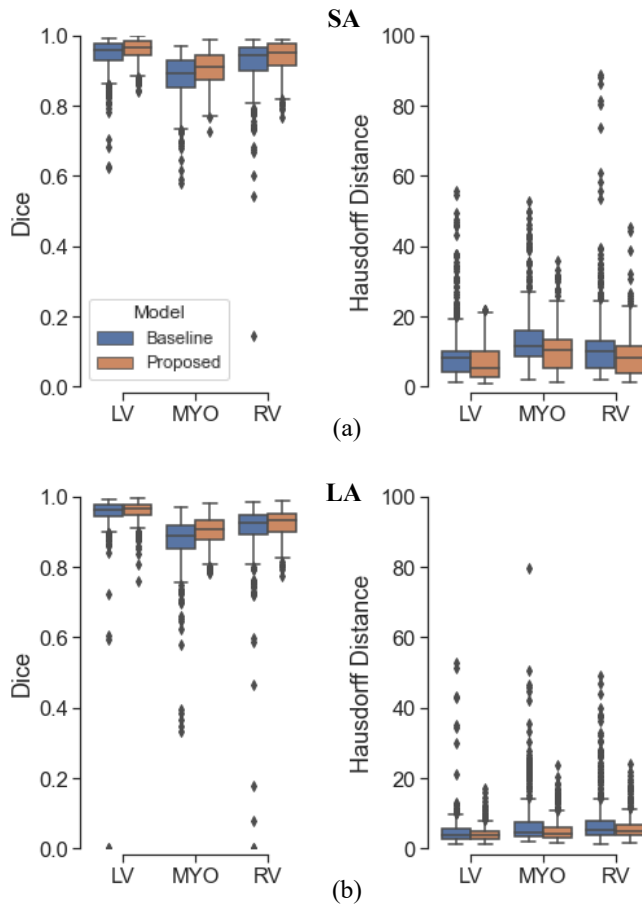 SA
1.0
0.8
0.6
0.4
0.2
0.0
Dice
Model
Baseline
Proposed
LV MYO RV
100
80
60
40
20
0
Hausdorff Distance
LV MYO RV
(a)
LA
1.0
0.8
0.6
0.4
0.2
0.0
Dice
LV MYO RV
100
80
60
40
20
0
Hausdorff Distance
LV MYO RV
(b)